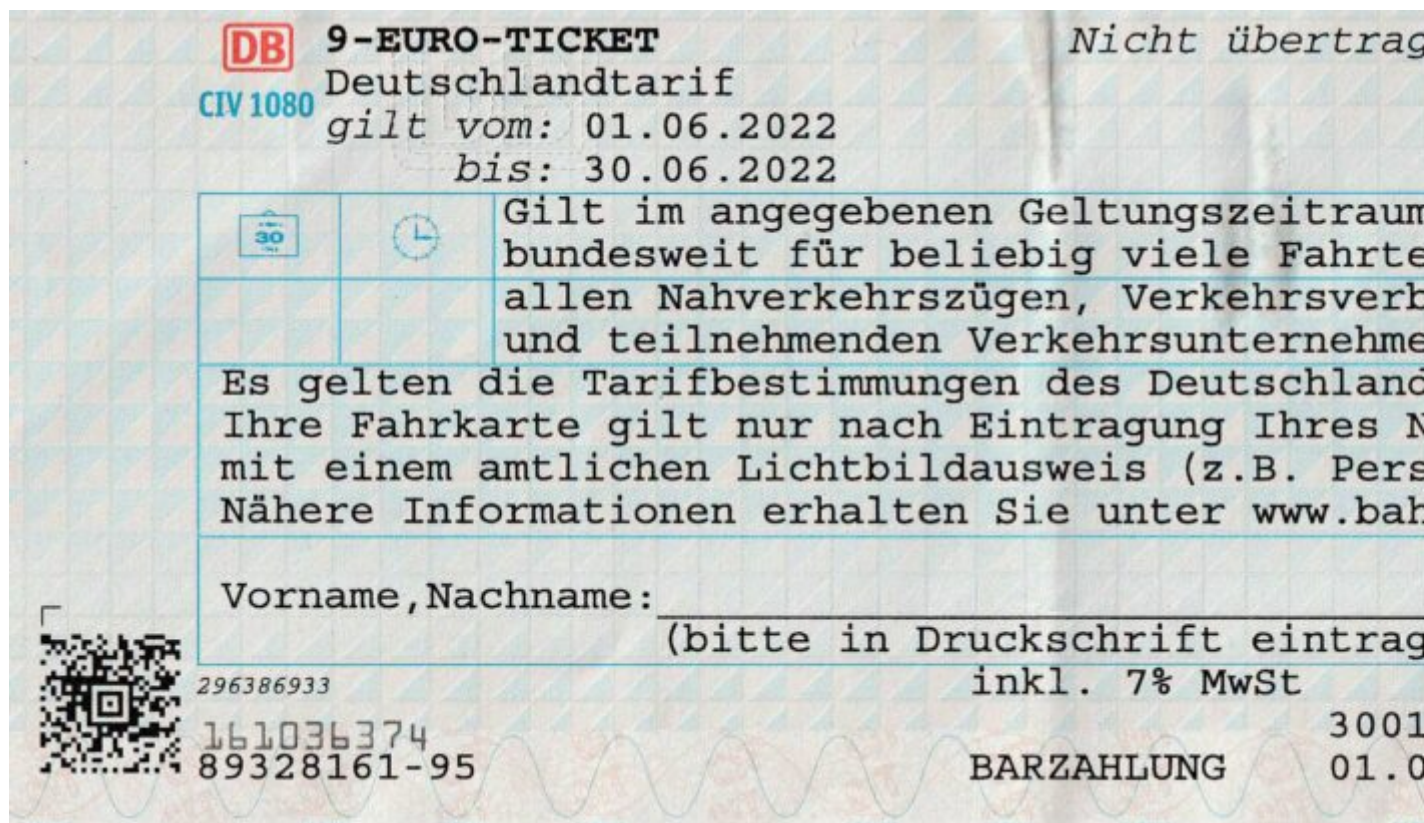 DB 9-EURO-TICKET Nicht übertrag
CIV 1080 Deutschlandtarif
gilt vom: 01.06.2022
bis: 30.06.2022
30
Gilt im angegebenen Geltungszeitraum
bundesweit für beliebig viele Fahrte
allen Nahverkehrszügen, Verkehrsverb
und teilnehmenden Verkehrsunternehme
Es gelten die Tarifbestimmungen des Deutschland
Ihre Fahrkarte gilt nur nach Eintragung Ihres N
mit einem amtlichen Lichtbildausweis (z.B. Pers
Nähere Informationen erhalten Sie unter www.bah
Vorname,Nachname:
(bitte in Druckschrift eintrag
296386933 inkl. 7% MwSt
161036374 3001
89328161-95 BARZAHLUNG 01.0